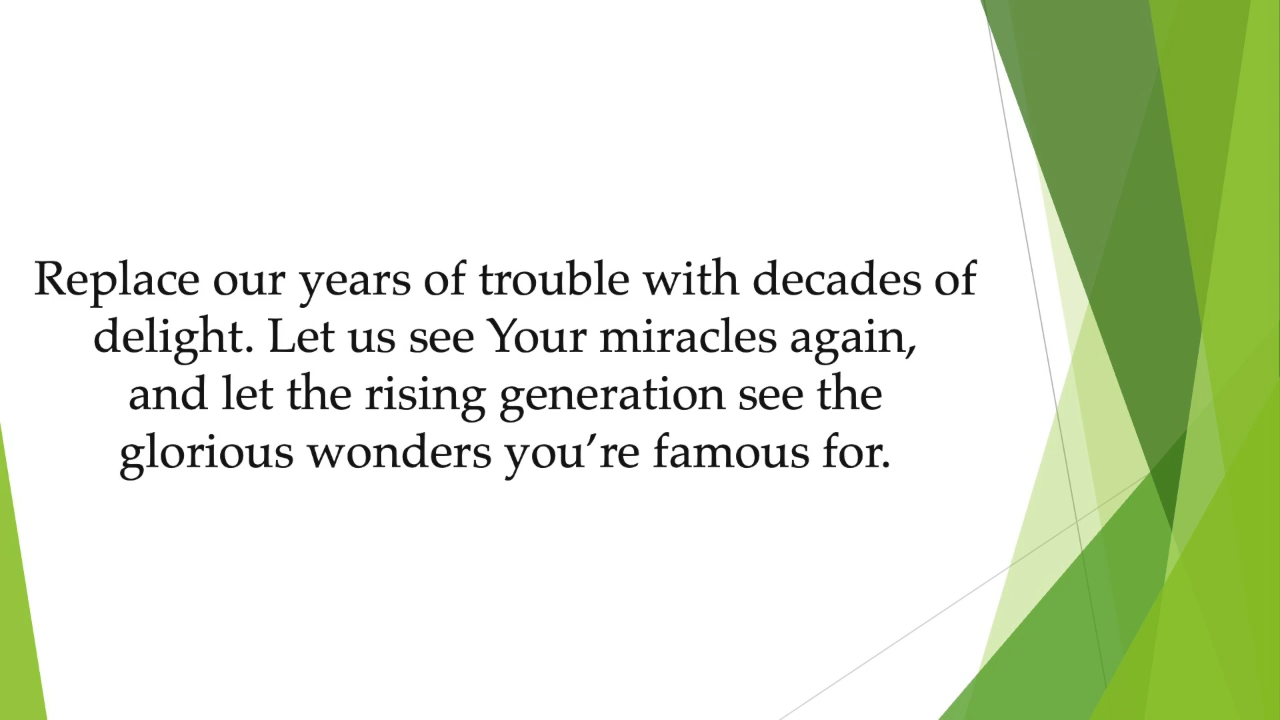 Replace our years of trouble with decades of
delight. Let us see Your miracles again,
and let the rising generation see the
glorious wonders you’re famous for.